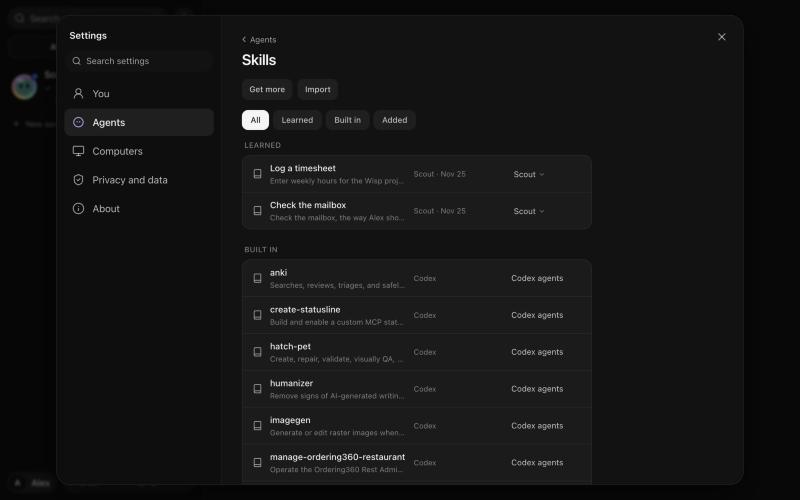 Search
Settings
Search settings
You
Agents
Computers
Privacy and data
About
A Alex
Agents
Skills
Get more Import
All Learned Built in Added
LEARNED
Log a timesheet
Enter weekly hours for the Wisp proj... Scout · Nov 25 Scout
Check the mailbox
Check the mailbox, the way Alex sho... Scout · Nov 25 Scout
BUILT IN
anki
Searches, reviews, triages, and safel... Codex Codex agents
create-statusline
Build and enable a custom MCP stat... Codex Codex agents
hatch-pet
Create, repair, validate, visually QA, ... Codex Codex agents
humanizer
Remove signs of AI-generated writin... Codex Codex agents
imagegen
Generate or edit raster images when... Codex Codex agents
manage-ordering360-restaurant
Operate the Ordering360 Rest Admi... Codex Codex agents